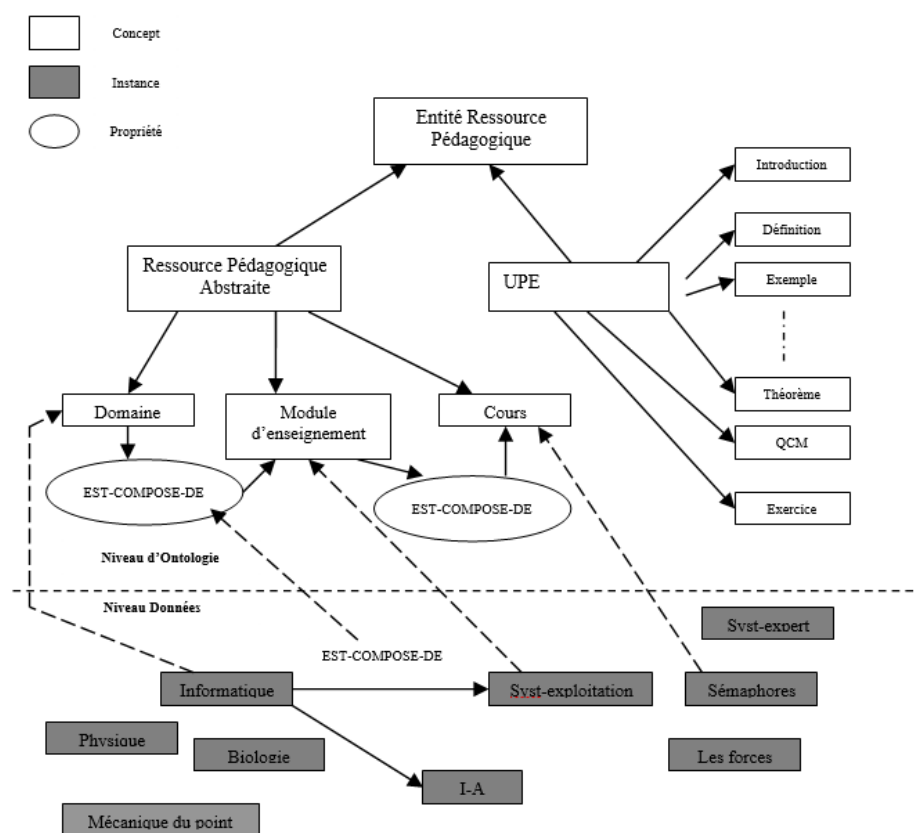 Concept
Instance
Propriété
Entité Ressource
Pédagogique
Introduction
Définition
Ressource Pédagogique
Abstraite
UPE
Exemple
Théorème
Domaine
Module
d'enseignement
Cours
QCM
EST-COMPOSE-DE
EST-COMPOSE-DE
Exercice
Niveau d'Ontologie
Niveau Données
Syst-expert
EST-COMPOSE-DE
Informatique
Syst-exploitation
Sémaphores
Physique
Biologie
Les forces
I-A
Mécanique du point